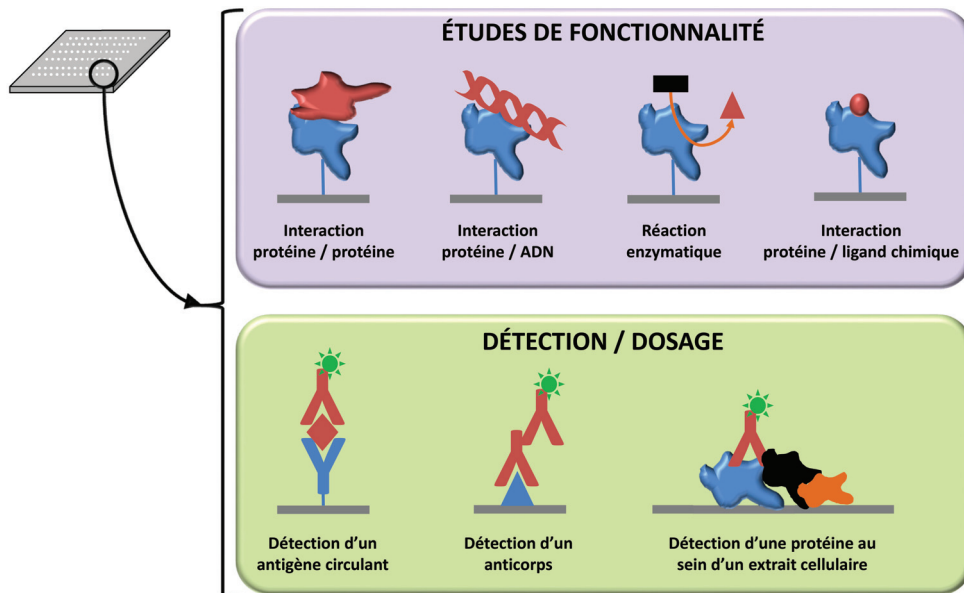 ÉTUDES DE FONCTIONNALITÉ
Interaction
protéine / protéine
Interaction
protéine / ADN
Réaction
enzymatique
Interaction
protéine / ligand chimique
DÉTECTION / DOSAGE
Détection d’un
antigène circulant
Détection d’un
anticorps
Détection d’une protéine au
sein d’un extrait cellulaire